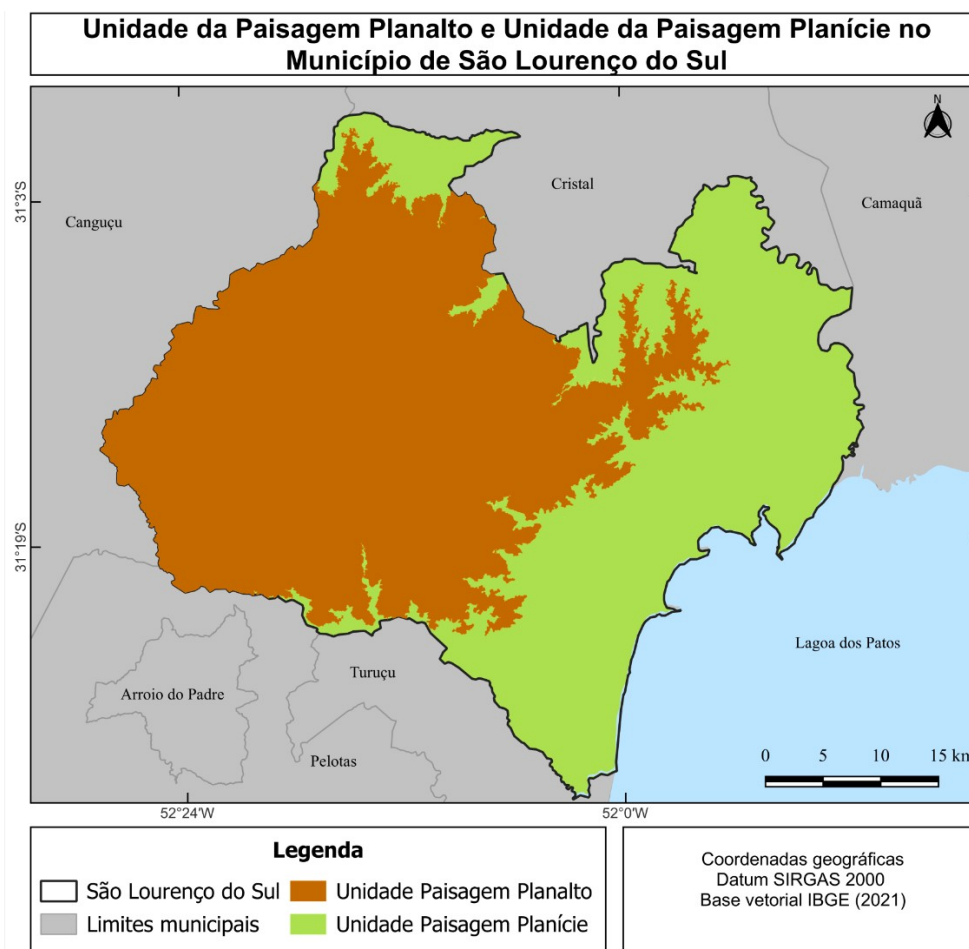 Unidade da Paisagem Planalto e Unidade da Paisagem Planície no
Município de São Lourenço do Sul
N
Cristal
Camaquã
31°3'S
Canguçu
31°19'S
Lagoa dos Patos
Turuçu
Arroio do Padre
Pelotas
0 5 10 15 km
52°24'W
52°0'W
Legenda
São Lourenço do Sul
Unidade Paisagem Planalto
Limites municipais
Unidade Paisagem Planície
Coordenadas geográficas
Datum SIRGAS 2000
Base vetorial IBGE (2021)